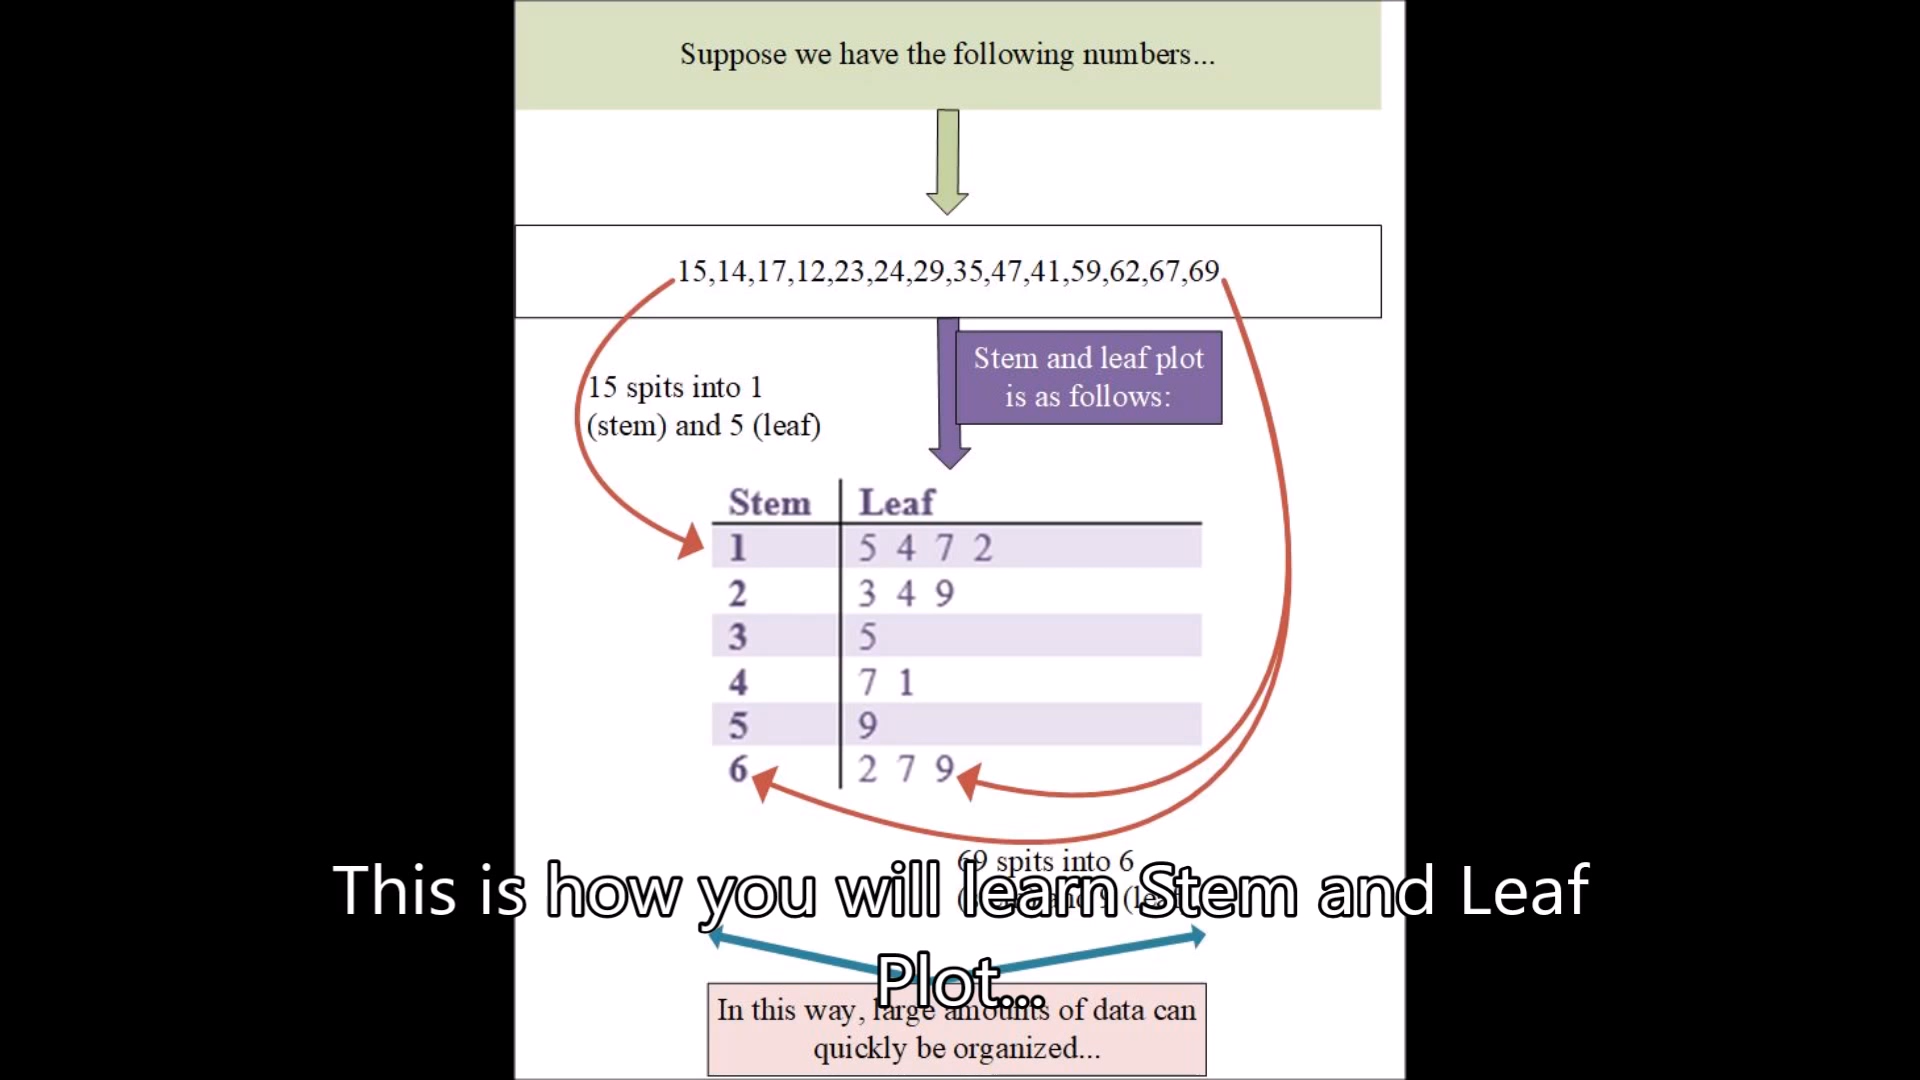 Suppose we have the following numbers...
15,14,17,12,23,24,29,35,47,41,59,62,67,69
Stem and leaf plot
is as follows:
15 spits into 1
(stem) and 5 (leaf)
Stem Leaf
1 5 4 7 2
2 3 4 9
3 5
4 7 1
5 9
6 2 7 9
69 spits into 6
This is how you will learn Stem and Leaf
Plot...
In this way, large amounts of data can
quickly be organized...